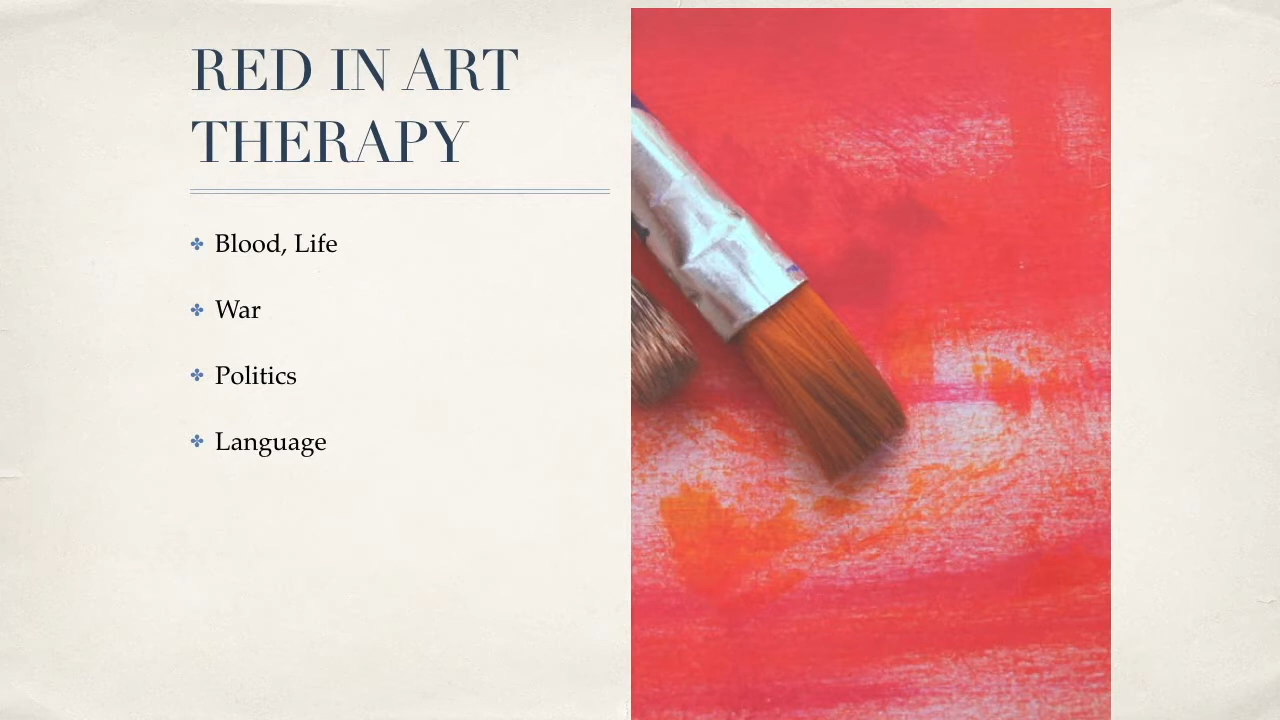 RED IN ART
THERAPY
Blood, Life
War
Politics
Language